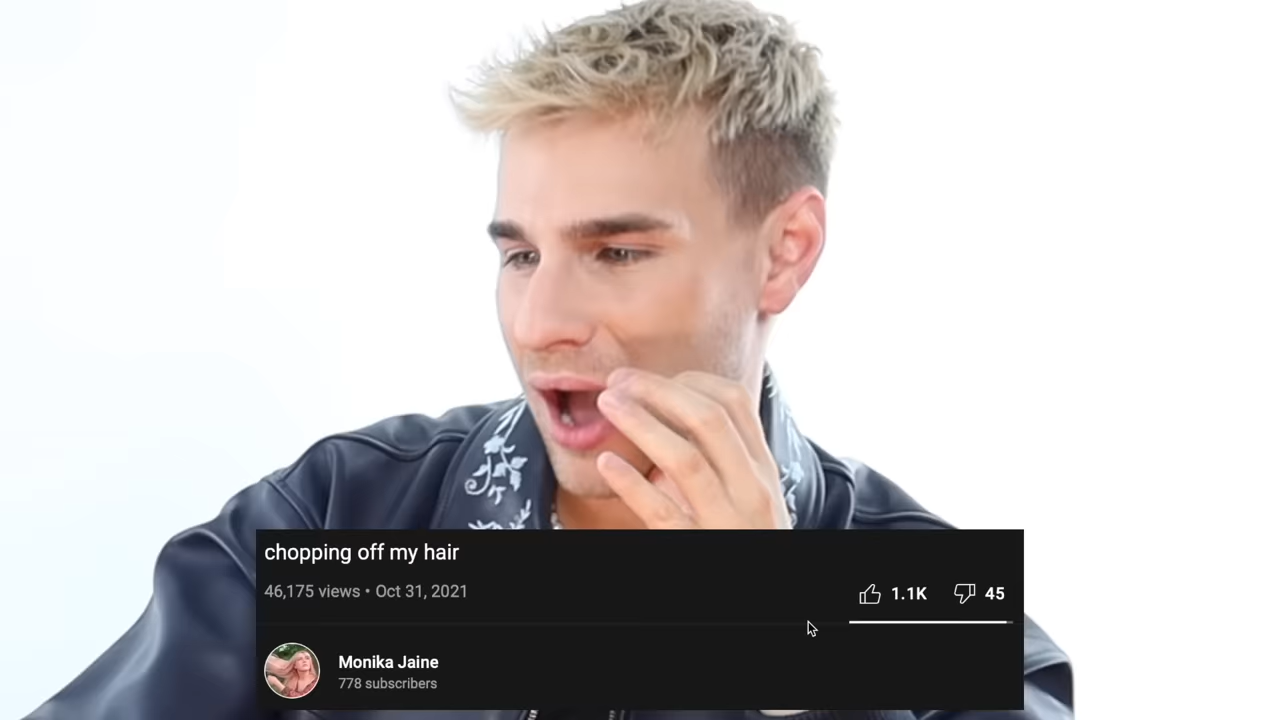 chopping off my hair
46,175 views • Oct 31, 2021
1.1K 45
Monika Jaine
778 subscribers